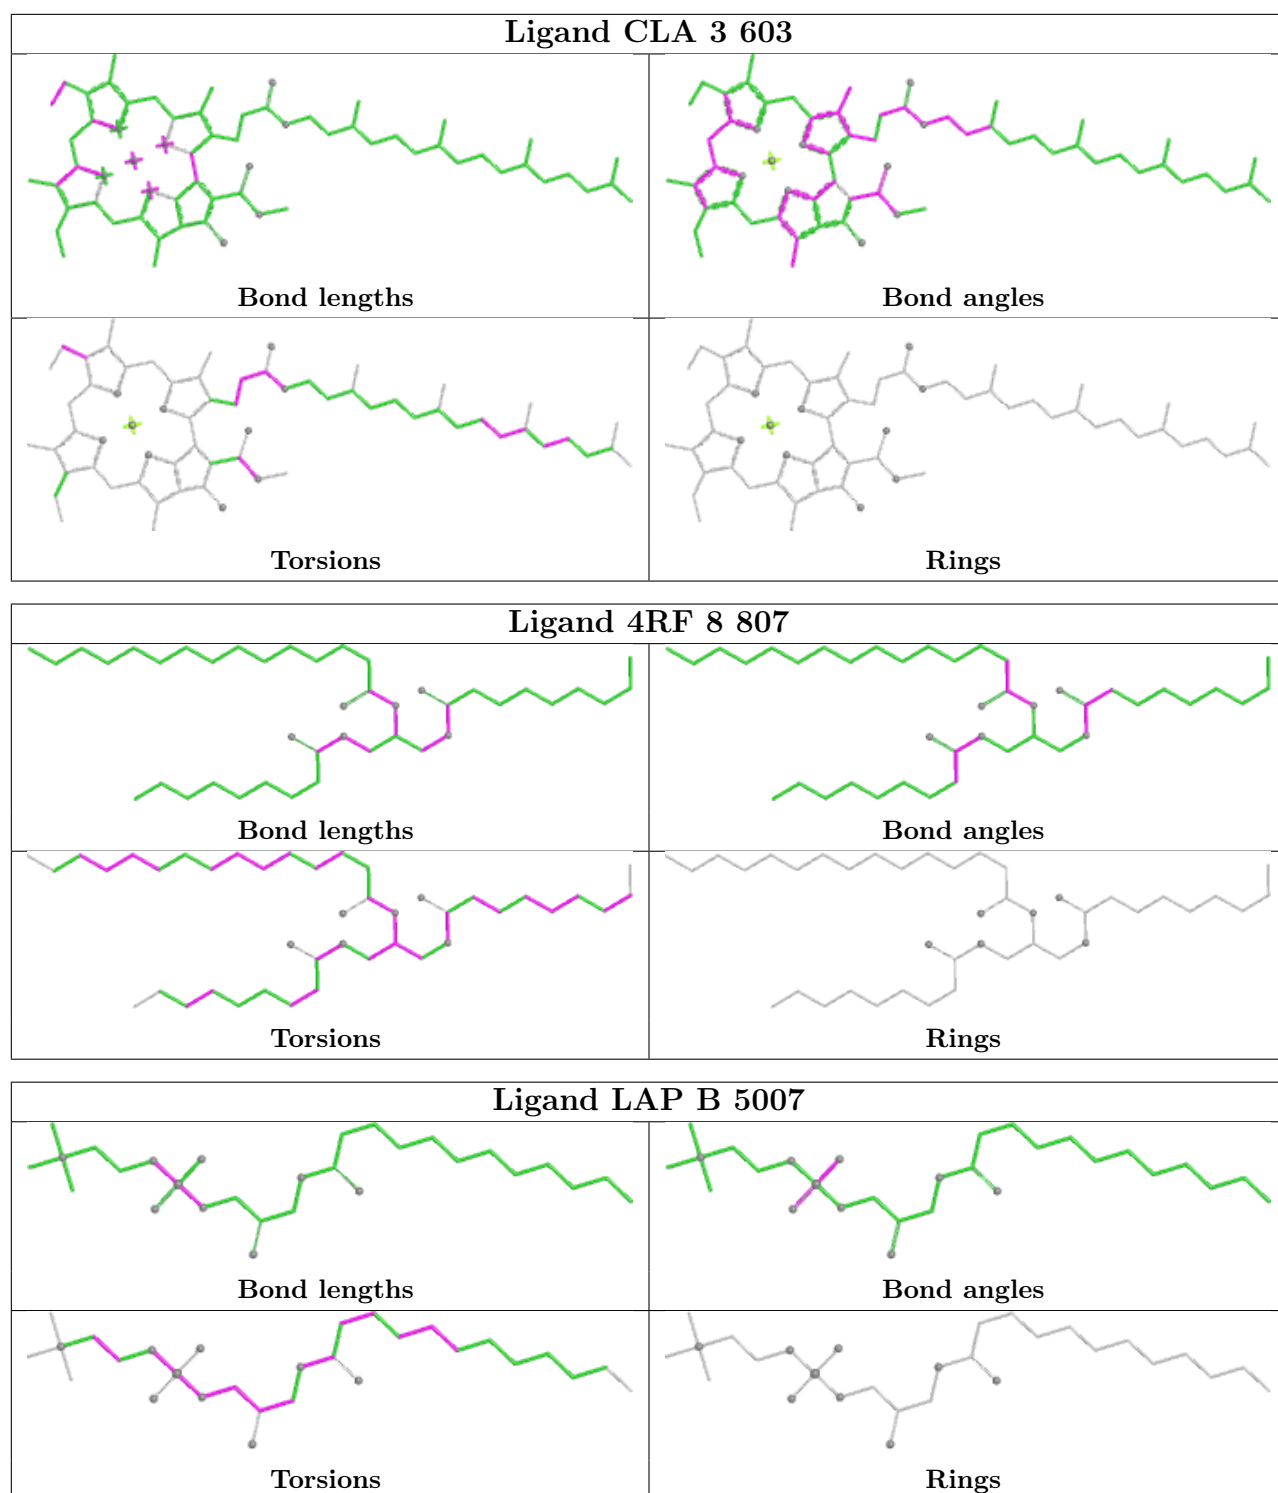 Ligand CLA 3 603
Bond lengths
Bond angles
Torsions
Rings
Ligand 4RF 8 807
Bond lengths
Bond angles
Torsions
Rings
Ligand LAP B 5007
Bond lengths
Bond angles
Torsions
Rings